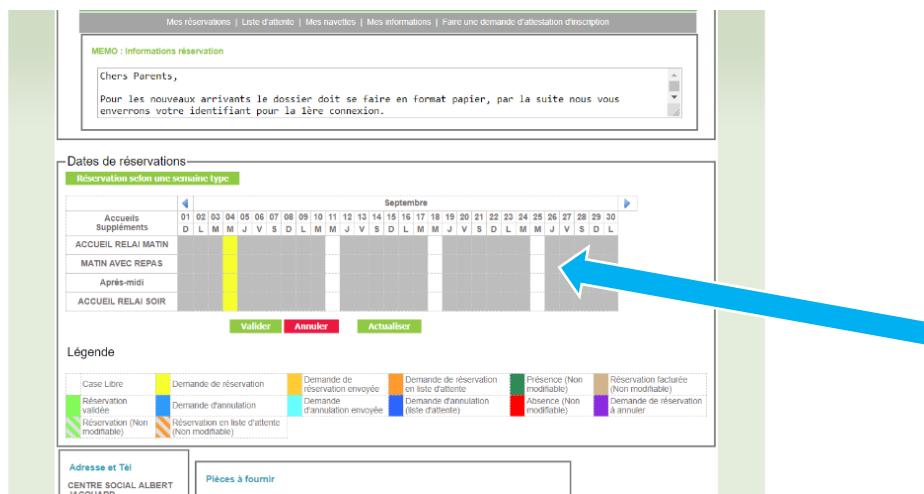 Mes réservations | Liste d'attente | Mes navettes | Mes informations | Faire une demande d'attestation d'inscription
MEMO : Informations réservation
Chers Parents,
Pour les nouveaux arrivants le dossier doit se faire en format papier, par la suite nous vous
enverrons votre identifiant pour la 1ère connexion.
Dates de réservations
Réservation selon une semaine type
Septembre
Accueils
Suppléments
01 02 03 04 05 06 07 08 09 10 11 12 13 14 15 16 17 18 19 20 21 22 23 24 25 26 27 28 29 30
D L M M J V S D L M M J V S D L M M J V S D L M M J V S D L
ACCUEIL RELAI MATIN
MATIN AVEC REPAS
Après-midi
ACCUEIL RELAI SOIR
Valider Annuler Actualiser
Légende
Case Libre
Demande de réservation
Demande de
réservation envoyée
Demande de réservation
en liste d'attente
Présence (Non
modifiable)
Réservation facturée
(Non modifiable)
Réservation
validée
Demande d'annulation
Demande
d'annulation envoyée
Demande d'annulation
(liste d'attente)
Absence (Non
modifiable)
Demande de réservation
à annuler
Réservation (Non
modifiable)
Réservation en liste d'attente
(Non modifiable)
Adresse et Tél
CENTRE SOCIAL ALBERT
JACQUARD
Pièces à fournir